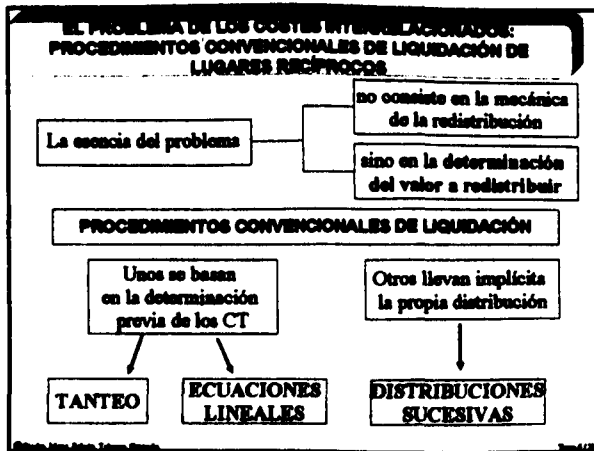 EL PROBLEMA DE LOS COSTES INTERRELACIONADOS:
PROCEDIMIENTOS CONVENCIONALES DE LIQUIDACIÓN DE
LUGARES RECÍPROCOS
La esencia del problema
no consiste en la mecánica
de la redistribución
sino en la determinación
del valor a redistribuir
PROCEDIMIENTOS CONVENCIONALES DE LIQUIDACIÓN
Unos se basan
en la determinación
previa de los CT
Otros llevan implícita
la propia distribución
TANTEO
ECUACIONES
LINEALES
DISTRIBUCIONES
SUCESIVAS